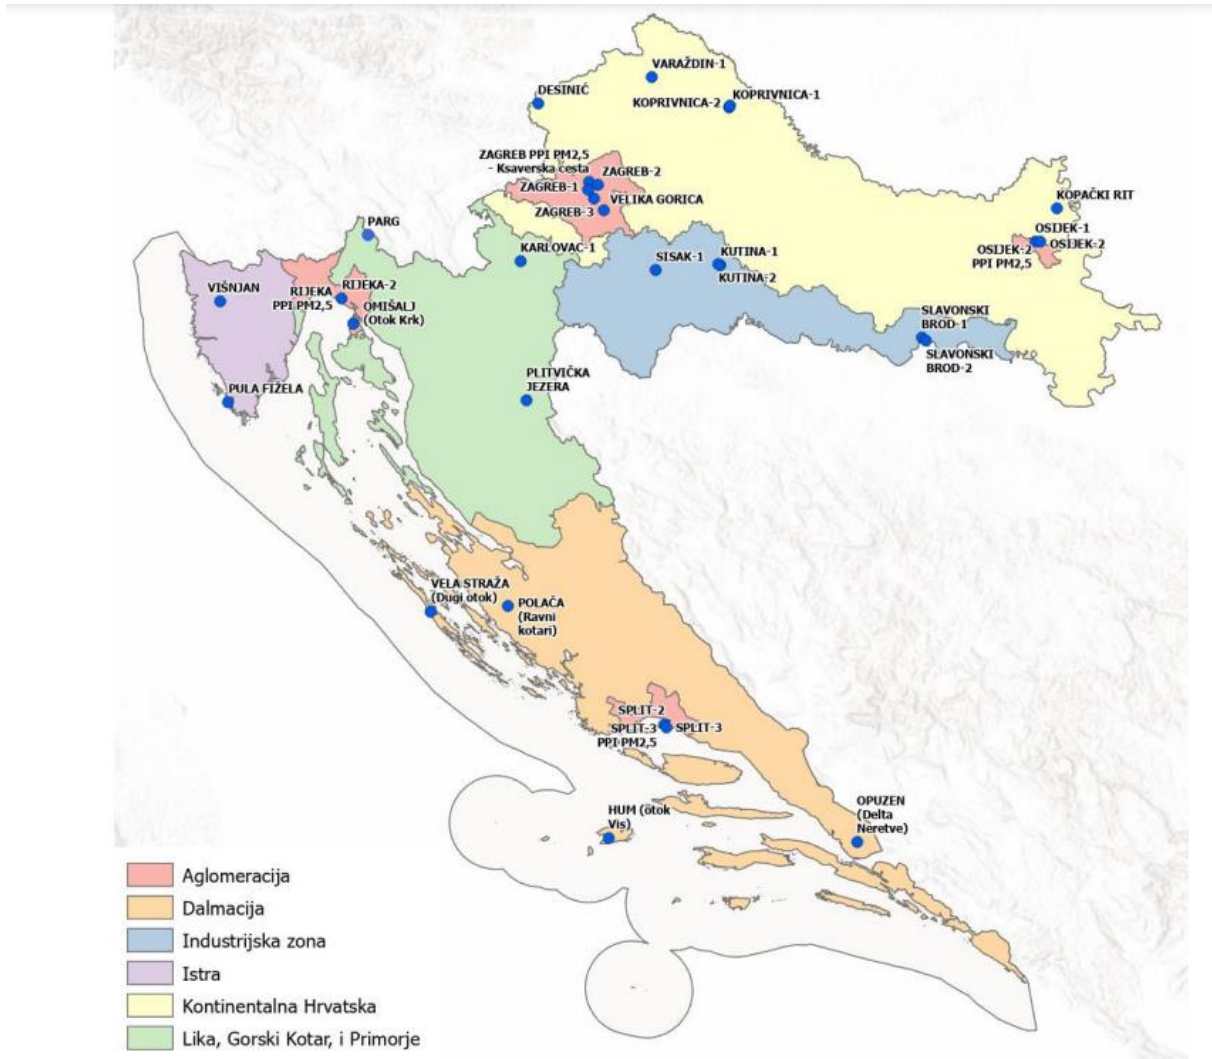 VARAŽDIN-1
DESINIĆ
KOPRIVNICA-2
KOPRIVNICA-1
ZAGREB PPI PM2,5
- Ksaverska cesta
ZAGREB-2
ZAGREB-1
VELIKA GORICA
ZAGREB-3
KOPAČKI RIT
OSIJEK-1
OSIJEK-2
PPI PM2,5
OSIJEK-2
PARG
KARLOVAC-1
SISAK-1
KUTINA-1
KUTINA-2
VIŠNJAN
RIJEKA
PPI PM2,5
RIJEKA-2
OMIŠALJ
(Otok Krk)
SLAVONSKI
BROD-1
SLAVONSKI
BROD-2
PULA FIŽELA
PLITVIČKA
JEZERA
VELA STRAŽA
(Dugi otok)
POLAČA
(Ravni
kotari)
SPLIT-2
SPLIT-3
PPI PM2,5
SPLIT-3
HUM (otok
Vis)
OPUZEN
(Delta
Neretve)
Aglomeracija
Dalmacija
Industrijska zona
Istra
Kontinentalna Hrvatska
Lika, Gorski Kotar, i Primorje